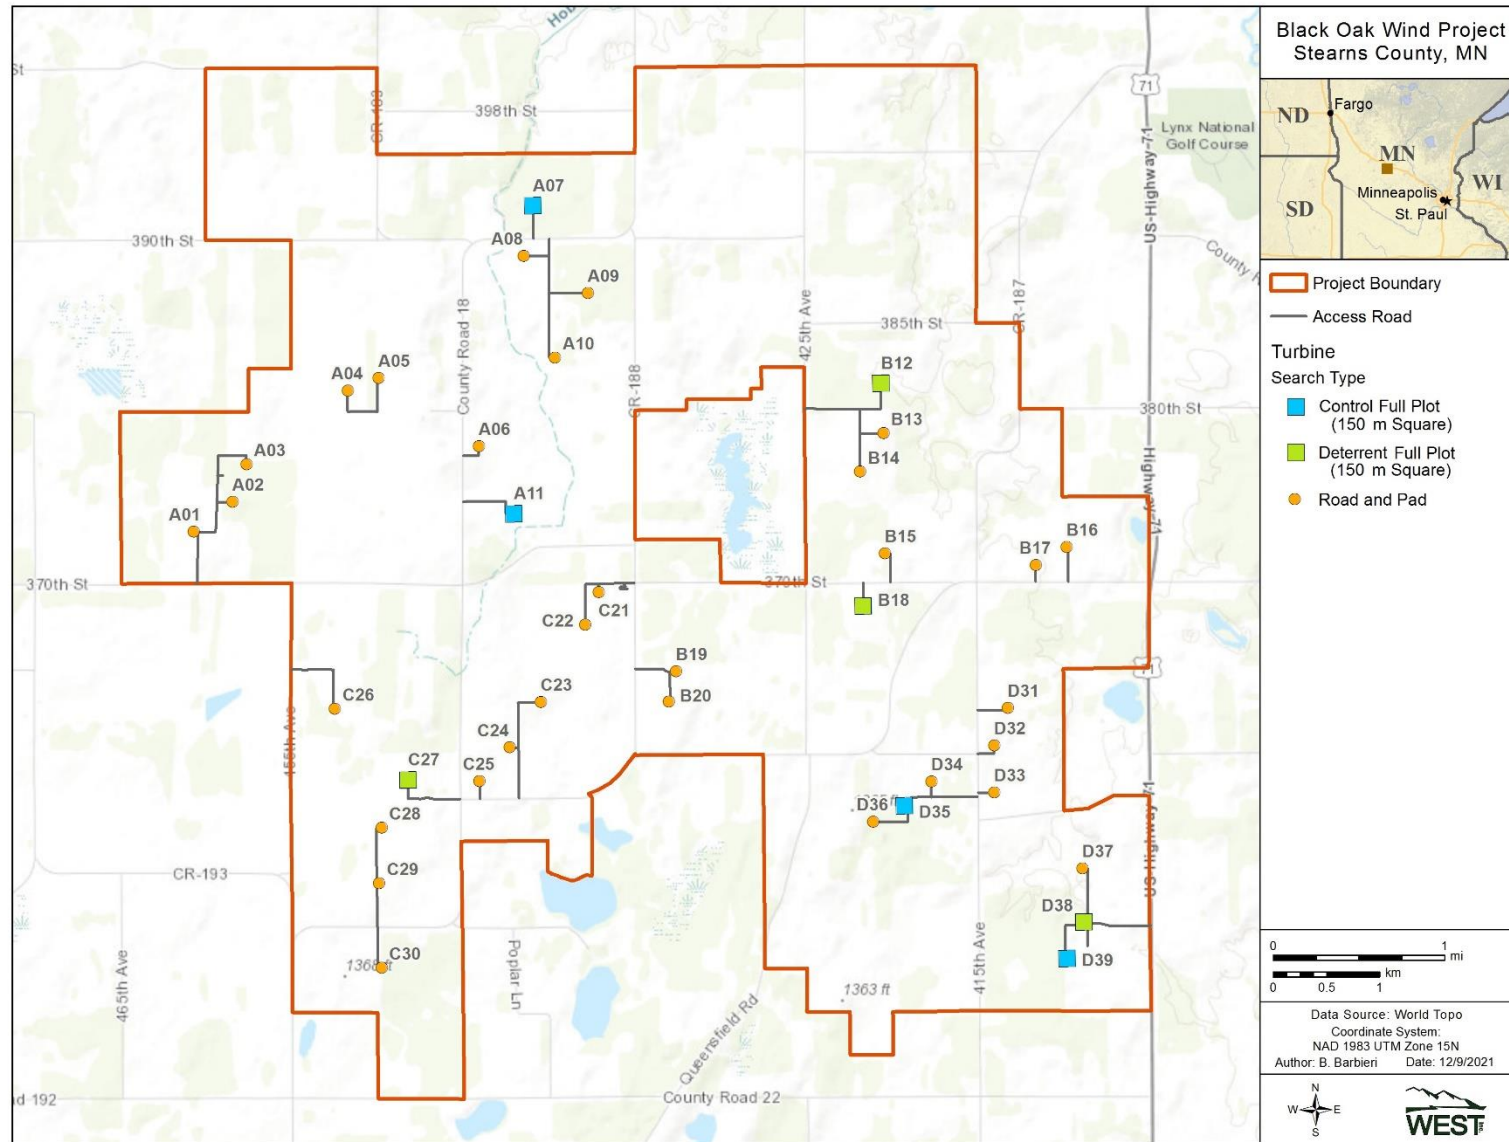 Hob
St
CR-183
398th St
71
Lynx National
Golf Course
A07
390th St
A08
A09
US-Highway-71
County R
County Road 18
A10
425th Ave
385th St
CR-187
A04
A05
CR-188
B12
380th St
A06
B13
A03
B14
A02
A11
Highway-71
A01
B15
B17
B16
370th St
370th St
C21
B18
C22
B19
C26
C23
B20
D31
455th Ave
C24
D32
C27
C25
D34
D33
D36
D35
US-Highway-71
C28
CR-193
C29
D37
D38
C30
1368 ft
Poplar Ln
D39
465th Ave
415th Ave
1363 ft
Queensfield Rd
d 192
County Road 22
Black Oak Wind Project
Stearns County, MN
ND
Fargo
MN
WI
Minneapolis
St. Paul
SD
Project Boundary
Access Road
Turbine
Search Type
Control Full Plot
(150 m Square)
Deterrent Full Plot
(150 m Square)
Road and Pad
0 1
mi
km
0 0.5 1
Data Source: World Topo
Coordinate System:
NAD 1983 UTM Zone 15N
Author: B. Barbieri Date: 12/9/2021
N
W E
S
WEST
Inc.